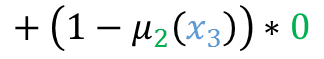 + (1 − μ₂(x₃)) ∗ 0